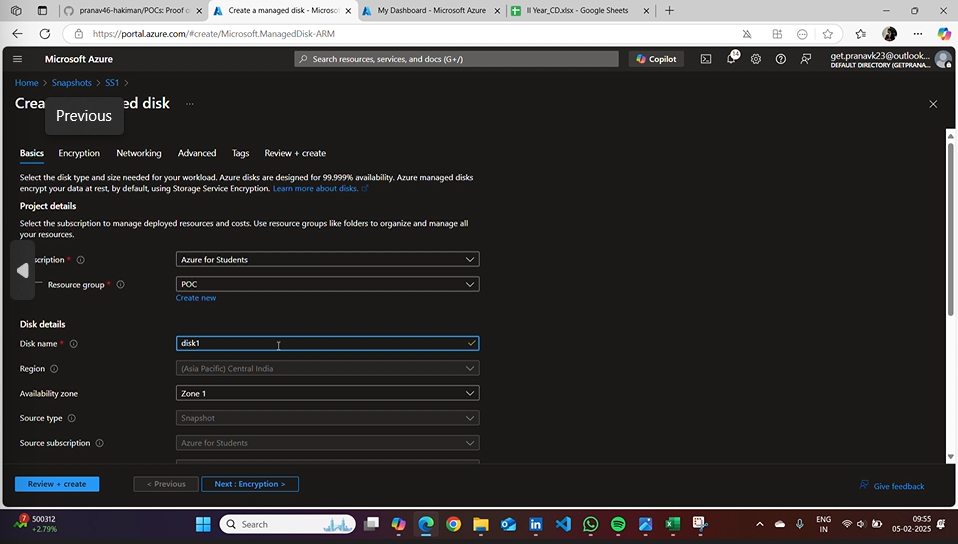 pranav46-hakiman/POCs: Proof o
Create a managed disk - Microso
My Dashboard - Microsoft Azure
II Year_CD.xlsx - Google Sheets
https://portal.azure.com/#create/Microsoft.ManagedDisk-ARM
Microsoft Azure
Search resources, services, and docs (G+/)
Copilot
14
get.pranavk23@outlook...
DEFAULT DIRECTORY (GETPRANA...
Home > Snapshots > SS1 >
Crea ed disk ...
Previous
Basics Encryption Networking Advanced Tags Review + create
Select the disk type and size needed for your workload. Azure disks are designed for 99.999% availability. Azure managed disks
encrypt your data at rest, by default, using Storage Service Encryption. Learn more about disks.
Project details
Select the subscription to manage deployed resources and costs. Use resource groups like folders to organize and manage all
your resources.
scription * Azure for Students
Resource group * POC
Create new
Disk details
Disk name * disk1
Region (Asia Pacific) Central India
Availability zone Zone 1
Source type Snapshot
Source subscription Azure for Students
Review + create
< Previous
Next : Encryption >
Give feedback
7
500312
+2.79%
Search
ENG
IN
09:55
05-02-2025